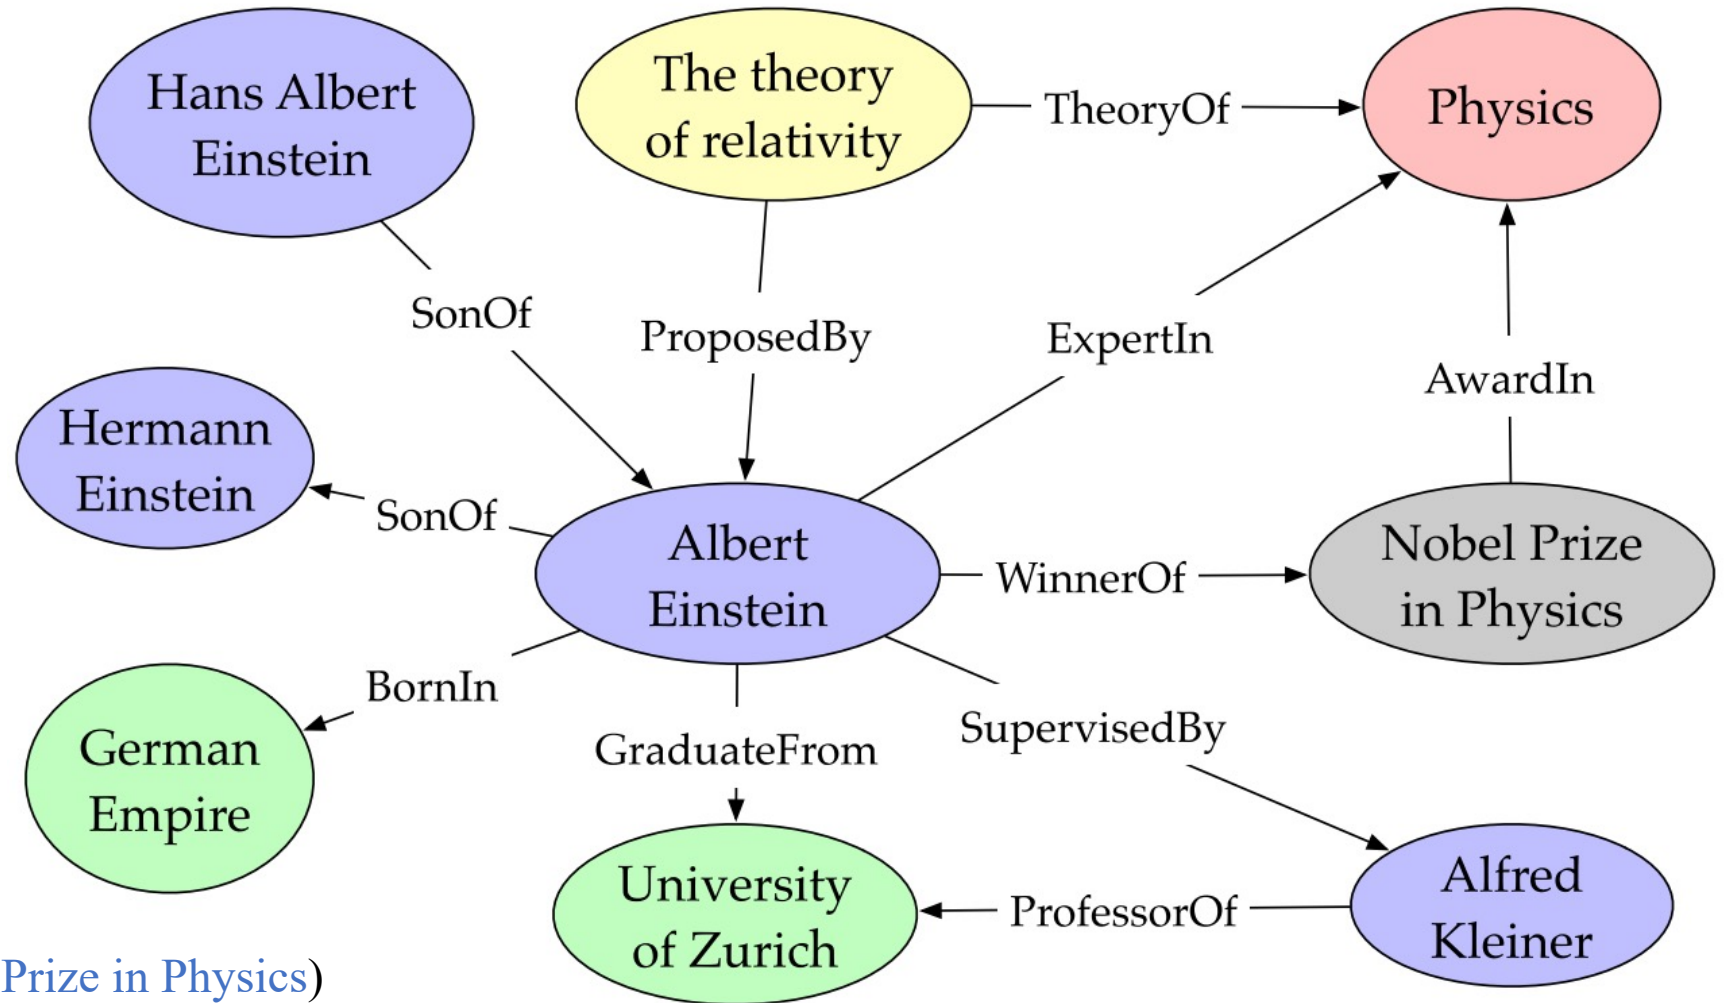 Hans Albert
Einstein
The theory
of relativity
TheoryOf
Physics
SonOf
ProposedBy
ExpertIn
AwardIn
Hermann
Einstein
SonOf
Albert
Einstein
WinnerOf
Nobel Prize
in Physics
BornIn
German
Empire
GraduateFrom
SupervisedBy
University
of Zurich
ProfessorOf
Alfred
Kleiner
Prize in Physics)